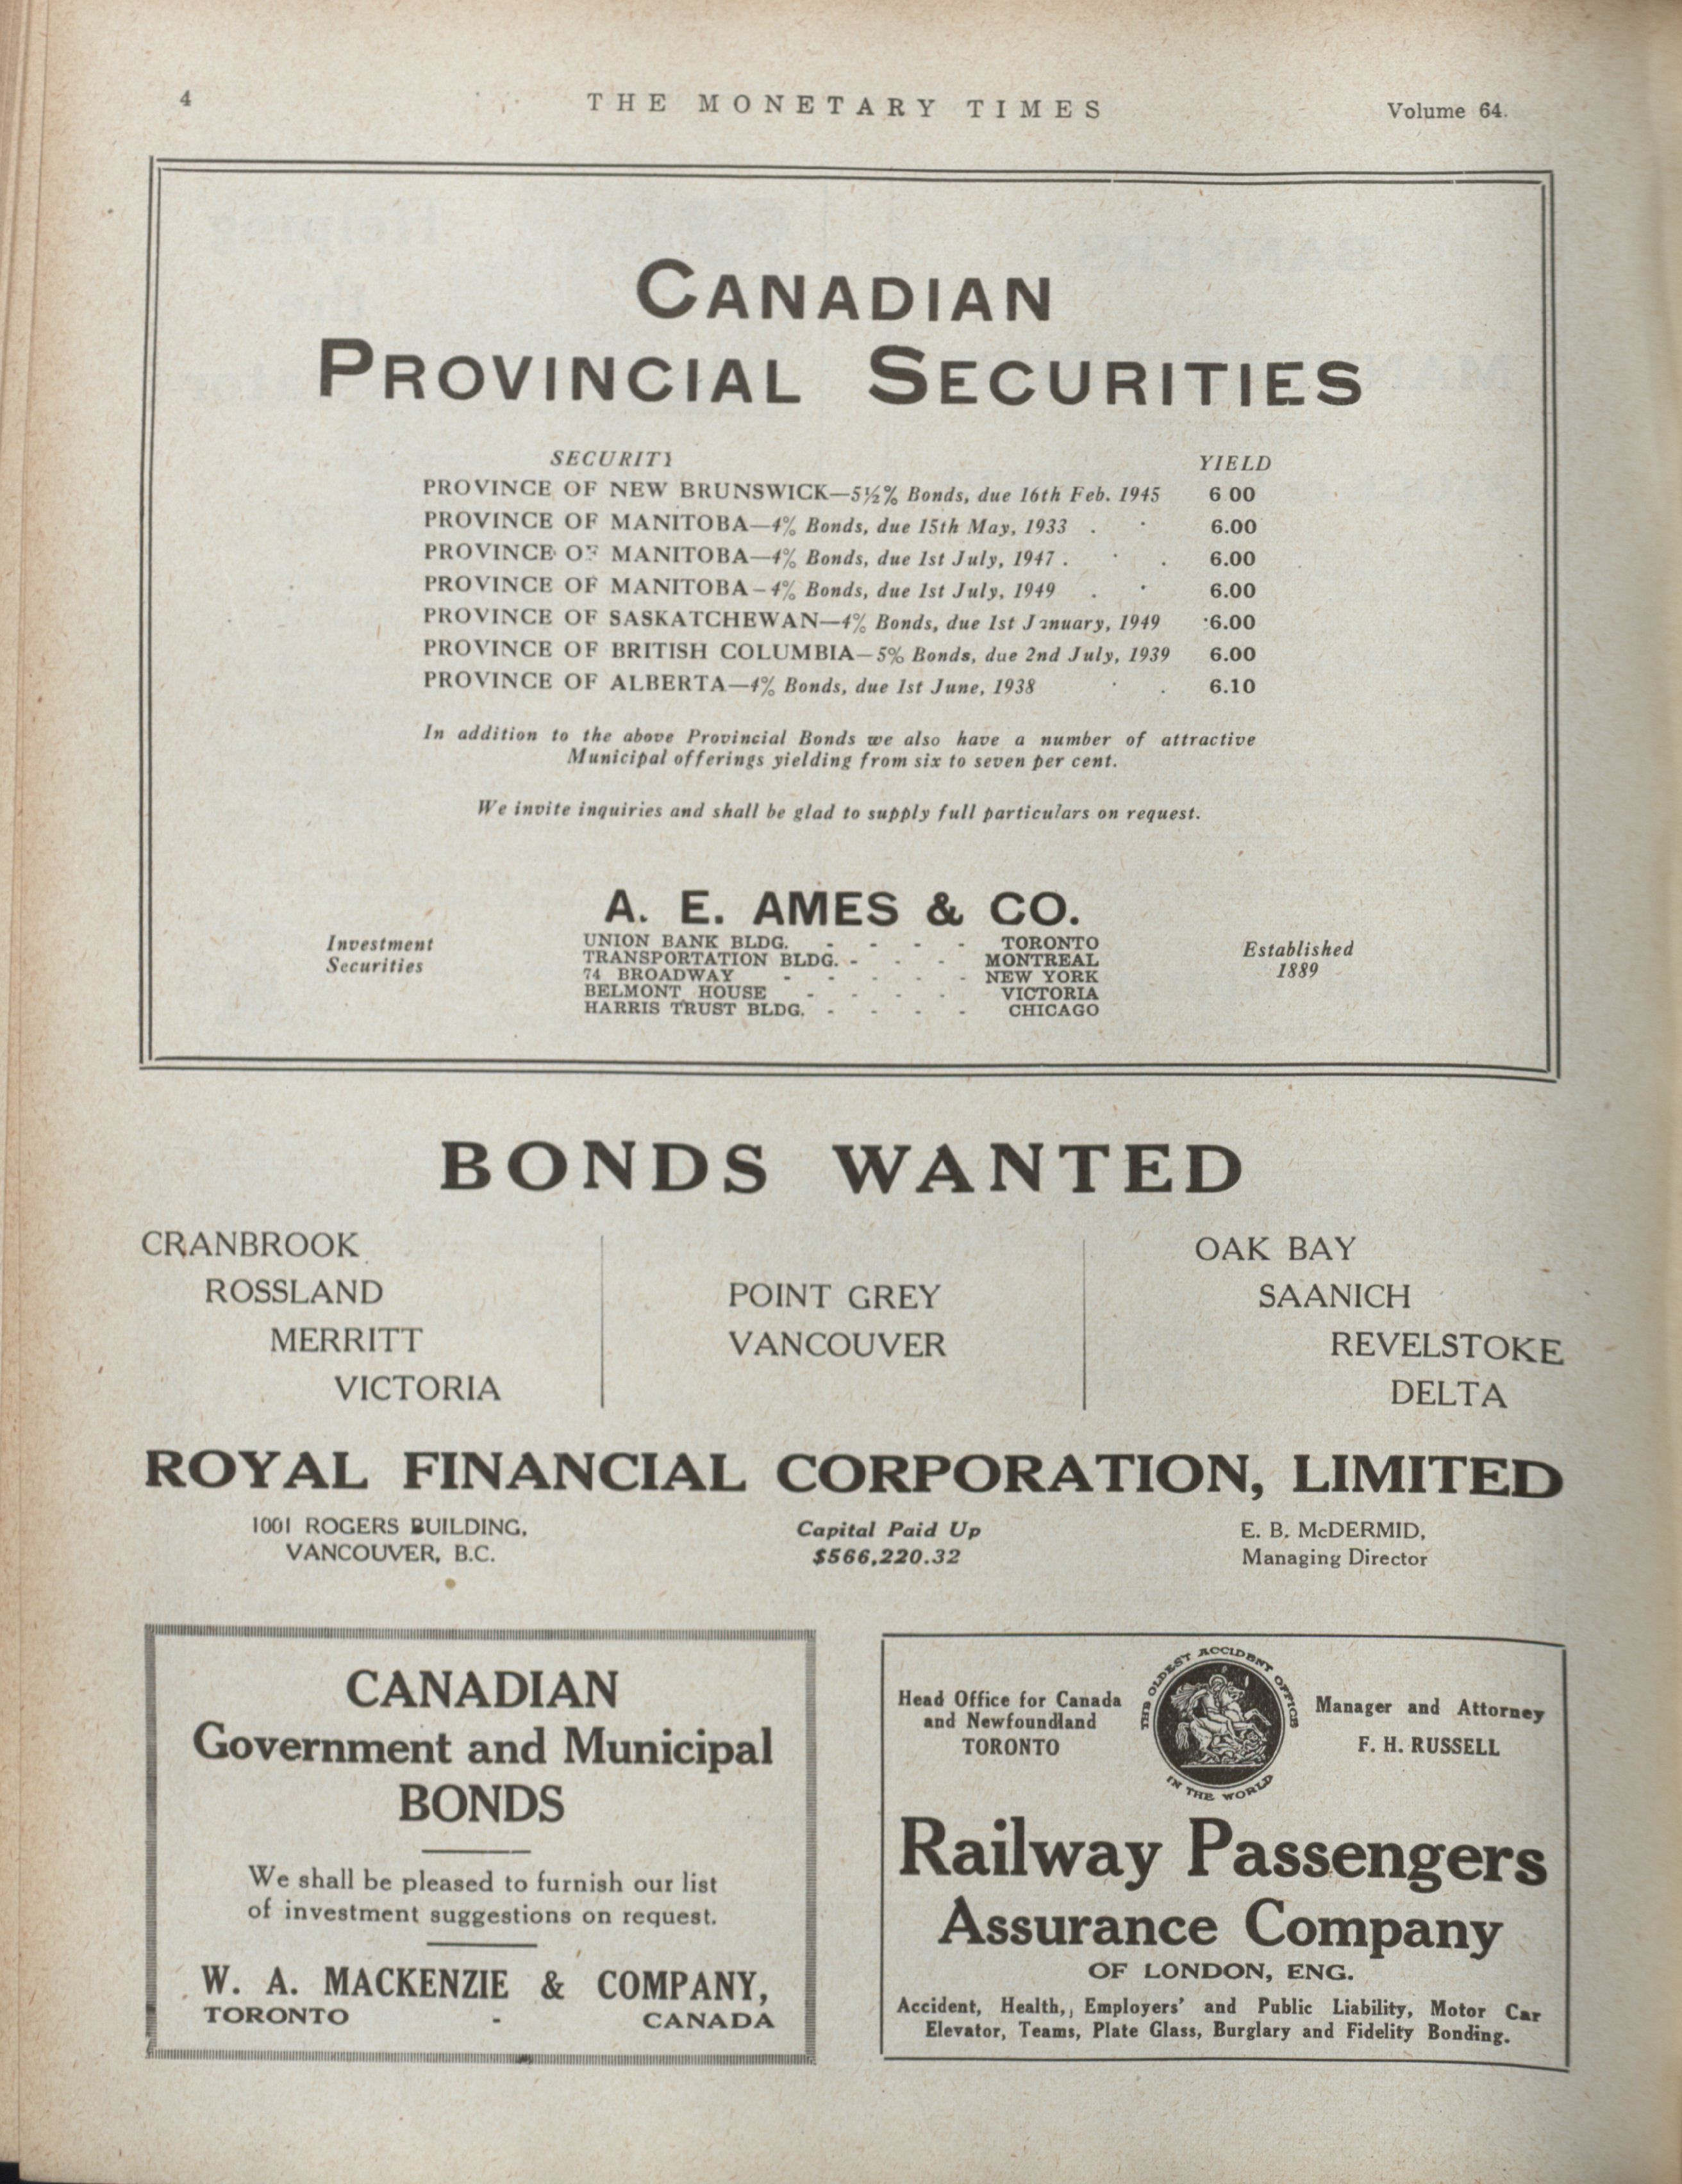 4
THE MONETARY TIMES
Volume 64.
CANADIAN
PROVINCIAL SECURITIES
SECURITY YIELD
PROVINCE OF NEW BRUNSWICK—5½% Bonds, due 16th Feb. 1945 6 00
PROVINCE OF MANITOBA—4% Bonds, due 15th May, 1933 . . 6.00
PROVINCE OF MANITOBA—4% Bonds, due 1st July, 1947 . . . 6.00
PROVINCE OF MANITOBA—4% Bonds, due 1st July, 1949 . . 6.00
PROVINCE OF SASKATCHEWAN—4% Bonds, due 1st January, 1949 6.00
PROVINCE OF BRITISH COLUMBIA—5% Bonds, due 2nd July, 1939 6.00
PROVINCE OF ALBERTA—4% Bonds, due 1st June, 1938 . . 6.10
In addition to the above Provincial Bonds we also have a number of attractive
Municipal offerings yielding from six to seven per cent.
We invite inquiries and shall be glad to supply full particulars on request.
A. E. AMES & CO.
Investment
Securities
UNION BANK BLDG. - - - - TORONTO
TRANSPORTATION BLDG. - - - MONTREAL
74 BROADWAY - - - - - NEW YORK
BELMONT HOUSE - - - - VICTORIA
HARRIS TRUST BLDG. - - - - CHICAGO
Established
1889
BONDS WANTED
CRANBROOK
ROSSLAND
MERRITT
VICTORIA
POINT GREY
VANCOUVER
OAK BAY
SAANICH
REVELSTOKE
DELTA
ROYAL FINANCIAL CORPORATION, LIMITED
1001 ROGERS BUILDING,
VANCOUVER, B.C.
Capital Paid Up
$566,220.32
E. B. McDERMID,
Managing Director
CANADIAN
Government and Municipal
BONDS
We shall be pleased to furnish our list
of investment suggestions on request.
W. A. MACKENZIE & COMPANY,
TORONTO - CANADA
Head Office for Canada
and Newfoundland
TORONTO
THE OLDEST ACCIDENT OFFICE
IN THE WORLD
Manager and Attorney
F. H. RUSSELL
Railway Passengers
Assurance Company
OF LONDON, ENG.
Accident, Health,, Employers' and Public Liability, Motor Car
Elevator, Teams, Plate Glass, Burglary and Fidelity Bonding.